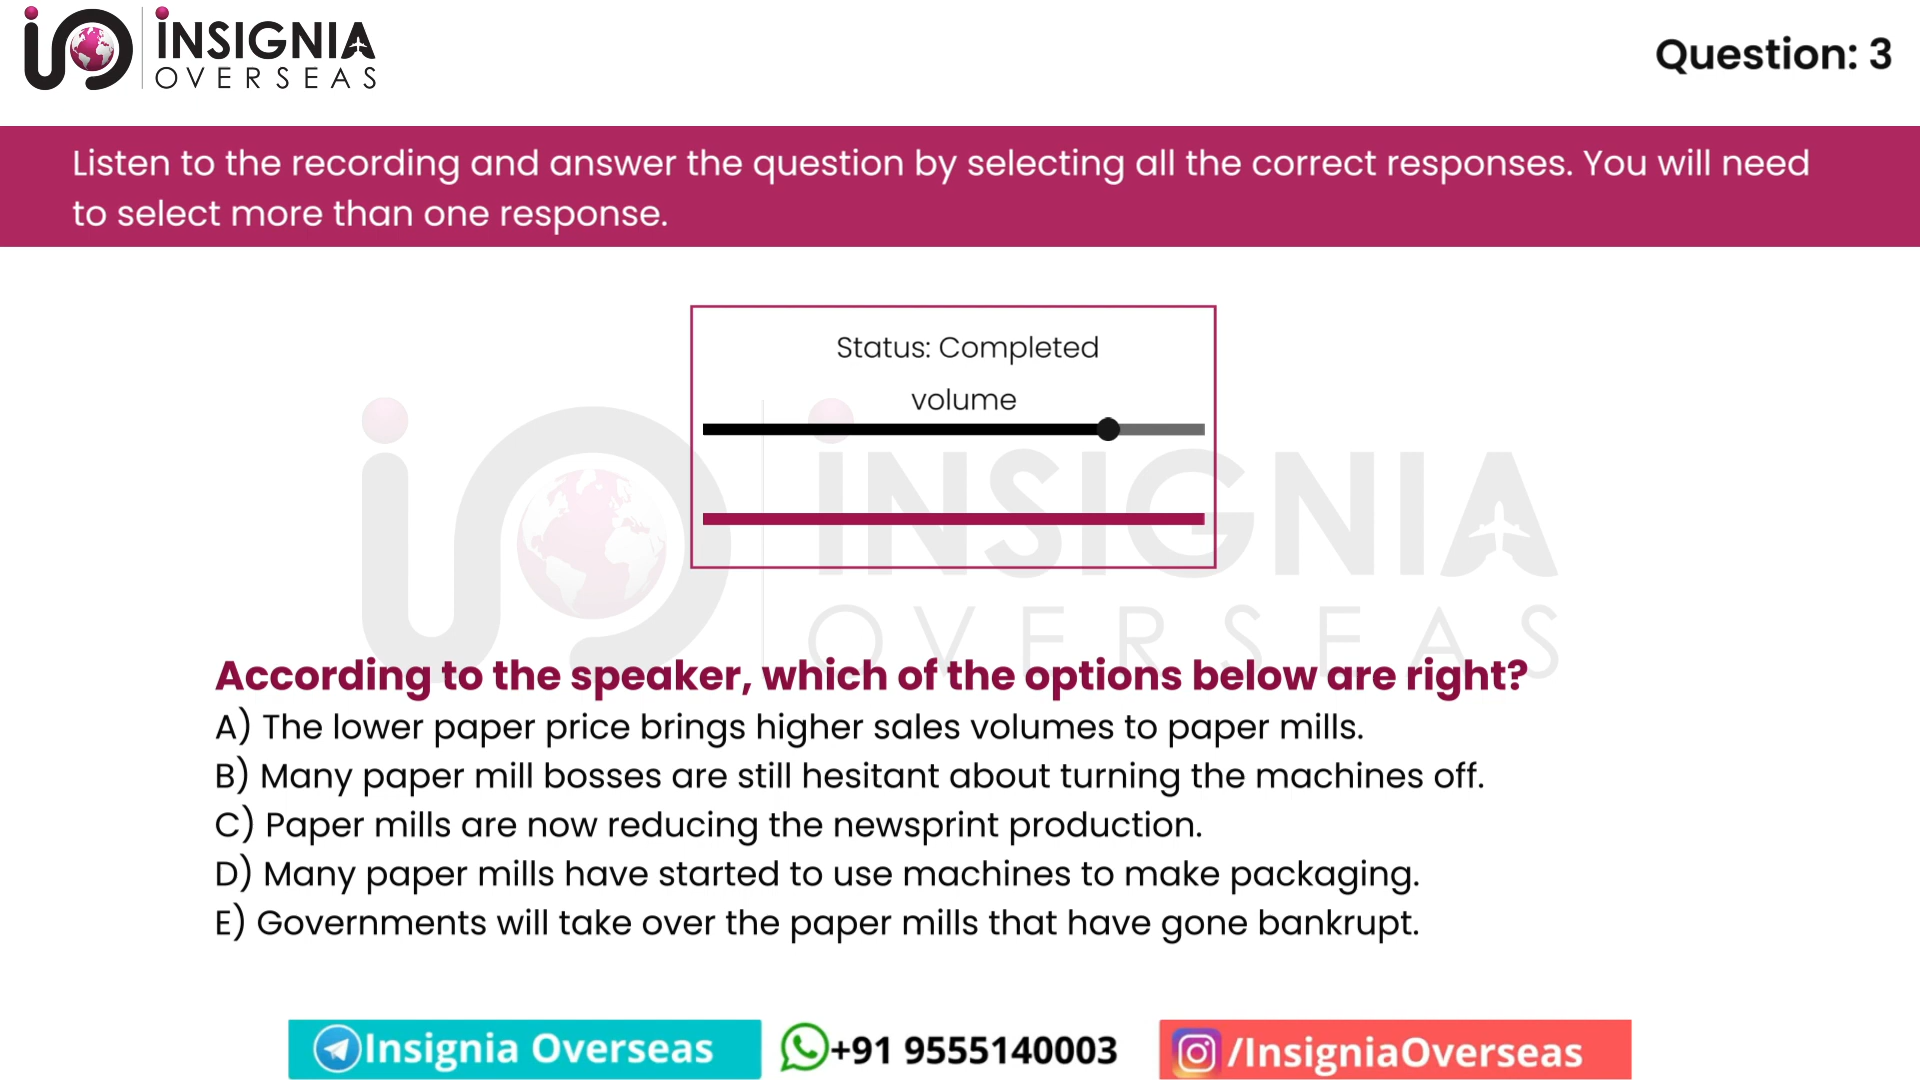 INSIGNIA
OVERSEAS
Question: 3
Listen to the recording and answer the question by selecting all the correct responses. You will need
to select more than one response.
Status: Completed
volume
INSIGNIA
OVERSEAS
According to the speaker, which of the options below are right?
A) The lower paper price brings higher sales volumes to paper mills.
B) Many paper mill bosses are still hesitant about turning the machines off.
C) Paper mills are now reducing the newsprint production.
D) Many paper mills have started to use machines to make packaging.
E) Governments will take over the paper mills that have gone bankrupt.
Insignia Overseas
+91 9555140003
/InsigniaOverseas